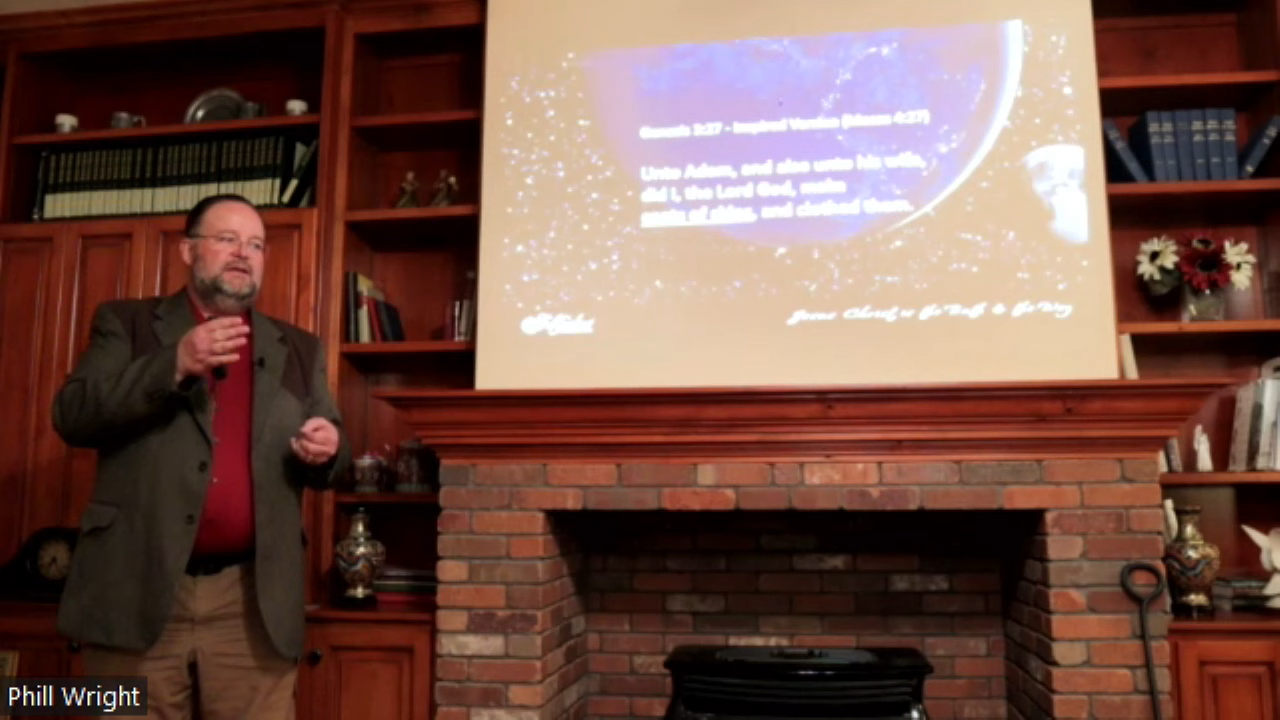 Genesis 3:27 - Inspired Version (Moses 4:27)
Unto Adam, and also unto his wife,
did I, the Lord God, make
coats of skins, and clothed them.
Jesus Christ is the Truth & the Way
Phill Wright